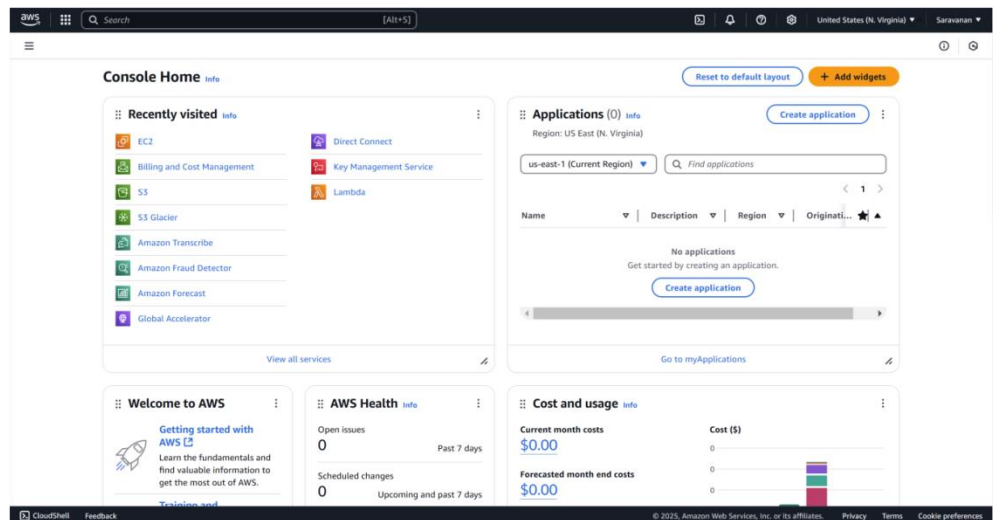 aws
Search [Alt+S]
United States (N. Virginia) ▼
Saravanan ▼
Console Home Info
Reset to default layout
+ Add widgets
Recently visited Info
EC2
Billing and Cost Management
S3
S3 Glacier
Amazon Transcribe
Amazon Fraud Detector
Amazon Forecast
Global Accelerator
Direct Connect
Key Management Service
Lambda
View all services
Applications (0) Info
Create application
Region: US East (N. Virginia)
us-east-1 (Current Region) ▼
Find applications
1
Name
Description
Region
Originati...
No applications
Get started by creating an application.
Create application
Go to myApplications
Welcome to AWS
Getting started with
AWS
Learn the fundamentals and
find valuable information to
get the most out of AWS.
Training and
AWS Health Info
Open issues
0 Past 7 days
Scheduled changes
0 Upcoming and past 7 days
Cost and usage Info
Current month costs
$0.00
Forecasted month end costs
$0.00
Cost ($)
0
0
0
CloudShell
Feedback
© 2025, Amazon Web Services, Inc. or its affiliates.
Privacy
Terms
Cookie preferences